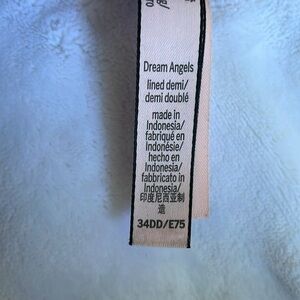 Dream Angels
lined demi/
demi doublé
made in
Indonesia/
fabriqué en
Indonésie/
hecho en
Indonesia/
fabbricato in
Indonesia/
印度尼西亚制
造
34DD/E75